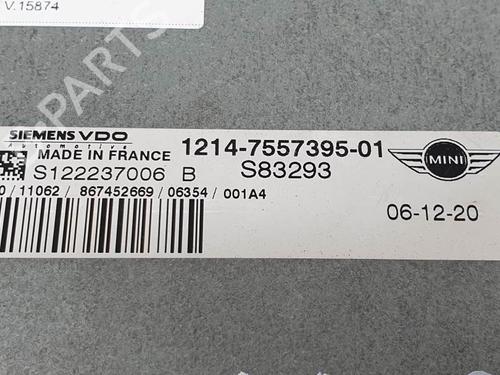 V.15874
SIEMENS VDO
Automotive
MADE IN FRANCE
1214-7557395-01
MINI
S122237006 B
S83293
0/11062/867452669/06354/001A4
06-12-20